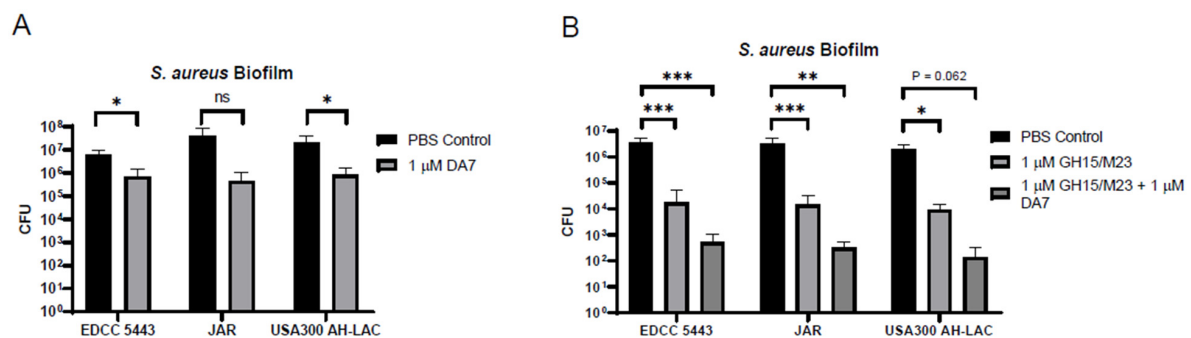 A
S. aureus Biofilm
*
ns
*
10^8
10^7
10^6
10^5
10^4
10^3
10^2
10^1
10^0
CFU
EDCC 5443
JAR
USA300 AH-LAC
PBS Control
1 μM DA7
B
S. aureus Biofilm
***
**
P = 0.062
***
***
*
10^7
10^6
10^5
10^4
10^3
10^2
10^1
10^0
CFU
EDCC 5443
JAR
USA300 AH-LAC
PBS Control
1 μM GH15/M23
1 μM GH15/M23 + 1 μM
DA7